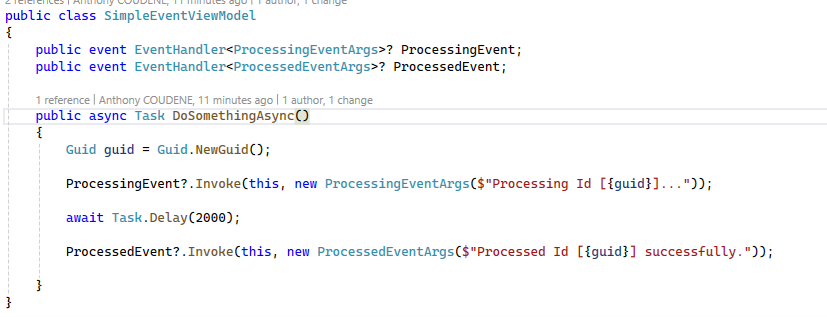 2 references | Anthony COUDENE, 11 minutes ago | 1 author, 1 change
public class SimpleEventViewModel
{
public event EventHandler<ProcessingEventArgs>? ProcessingEvent;
public event EventHandler<ProcessedEventArgs>? ProcessedEvent;
1 reference | Anthony COUDENE, 11 minutes ago | 1 author, 1 change
public async Task DoSomethingAsync()
{
Guid guid = Guid.NewGuid();
ProcessingEvent?.Invoke(this, new ProcessingEventArgs($"Processing Id [{guid}]..."));
await Task.Delay(2000);
ProcessedEvent?.Invoke(this, new ProcessedEventArgs($"Processed Id [{guid}] successfully."));
}
}